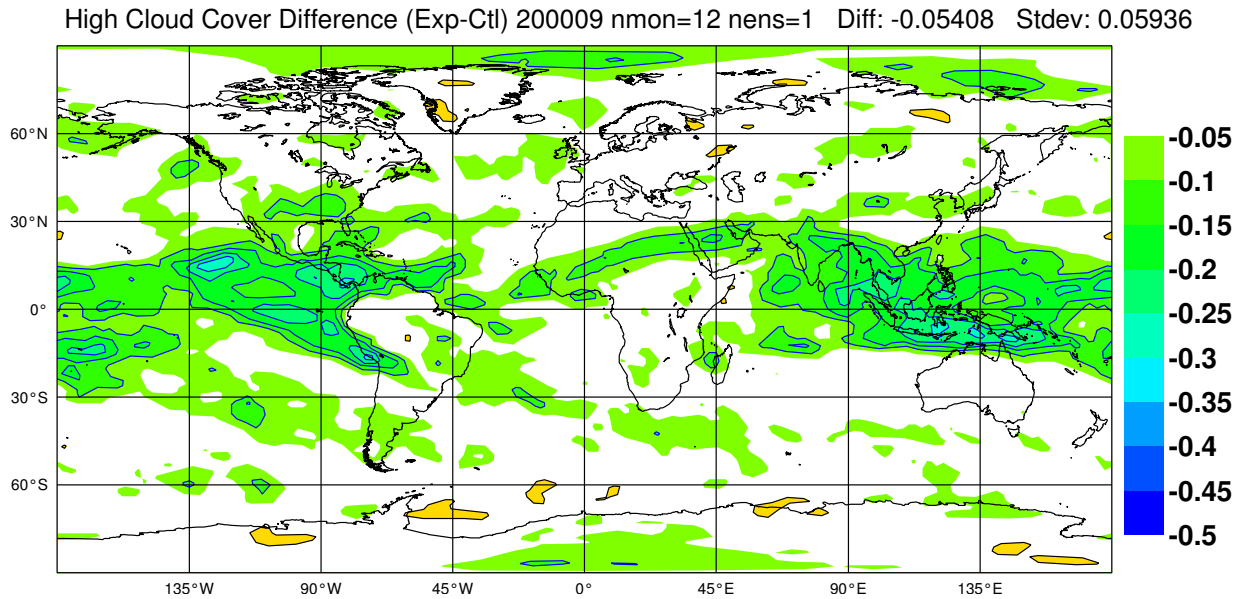 High Cloud Cover Difference (Exp-Ctl) 200009 nmon=12 nens=1 Diff: -0.05408 Stdev: 0.05936
60°N
30°N
0°
30°S
60°S
135°W 90°W 45°W 0° 45°E 90°E 135°E
-0.05
-0.1
-0.15
-0.2
-0.25
-0.3
-0.35
-0.4
-0.45
-0.5